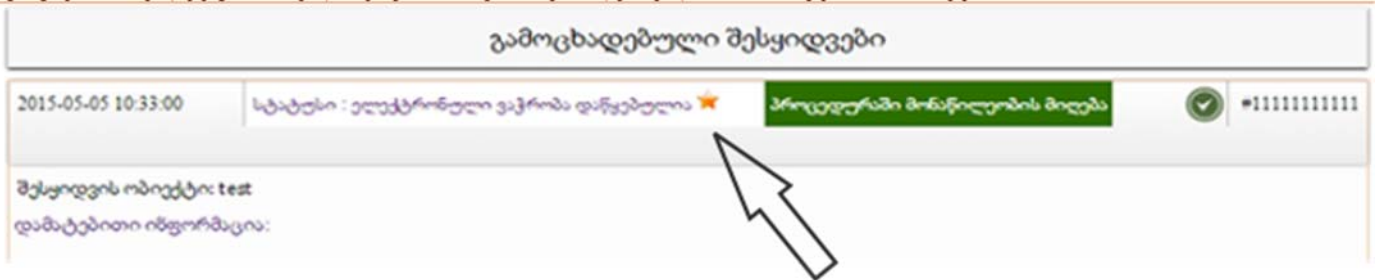 გამოცხადებული შესყიდვები
2015-05-05 10:33:00 სტატუსი : ელექტრონული ვაჭრობა დაწყებულია პროცედურაში მონაწილეობის მიღება #11111111111
შესყიდვის ობიექტი: test
დამატებითი ინფორმაცია: